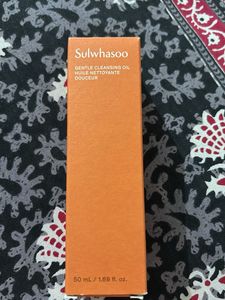 Sulwhasoo
GENTLE CLEANSING OIL
HUILE NETTOYANTE
DOUCEUR
50 mL / 1.69 fl. oz.